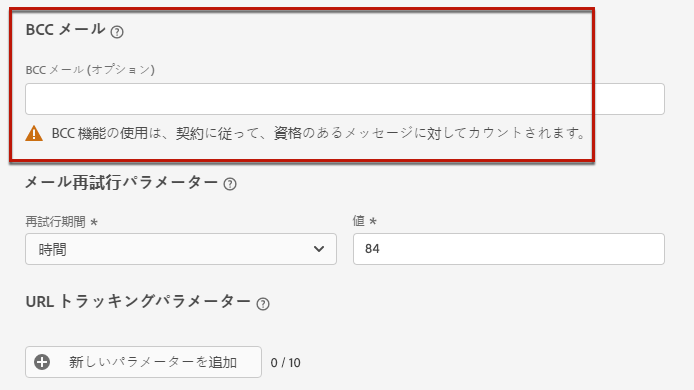 BCC メール
BCC メール (オプション)
BCC 機能の使用は、契約に従って、資格のあるメッセージに対してカウントされます。
メール再試行パラメーター
再試行期間 *
値 *
時間
84
URL トラッキングパラメーター
新しいパラメーターを追加
0 / 10